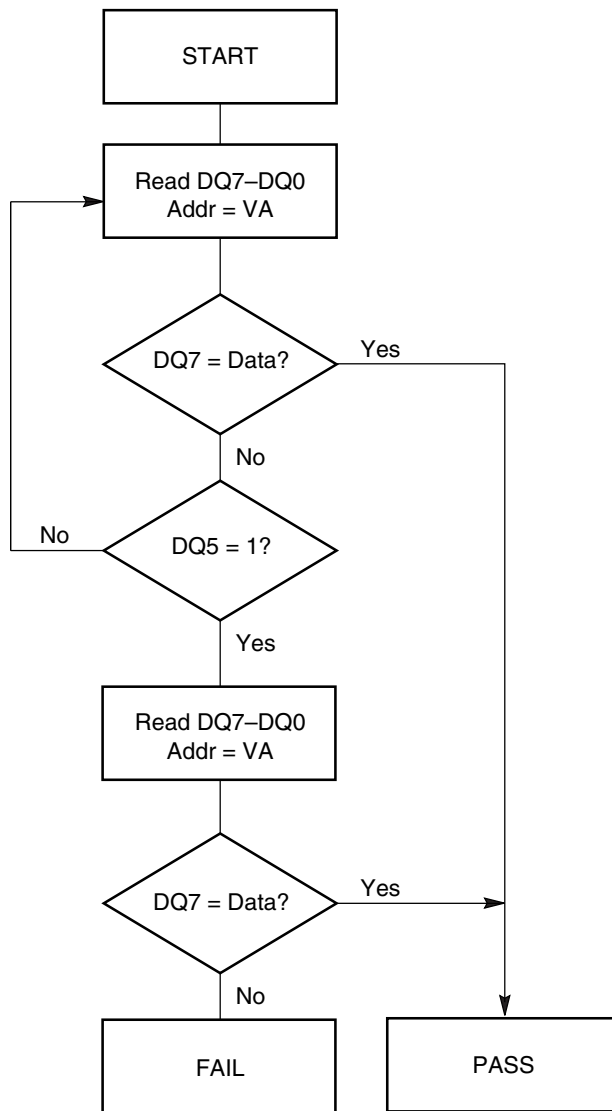 START
Read DQ7–DQ0
Addr = VA
DQ7 = Data?
Yes
No
DQ5 = 1?
No
Yes
Read DQ7–DQ0
Addr = VA
DQ7 = Data?
Yes
No
FAIL
PASS